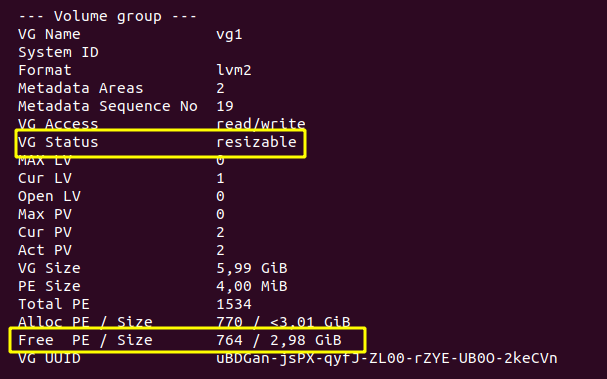 --- Volume group ---
VG Name vg1
System ID
Format lvm2
Metadata Areas 2
Metadata Sequence No 19
VG Access read/write
VG Status resizable
MAX LV 0
Cur LV 1
Open LV 0
Max PV 0
Cur PV 2
Act PV 2
VG Size 5,99 GiB
PE Size 4,00 MiB
Total PE 1534
Alloc PE / Size 770 / <3,01 GiB
Free PE / Size 764 / 2,98 GiB
VG UUID uBDGan-jsPX-qyfJ-ZL00-rZYE-UB0O-2keCVn